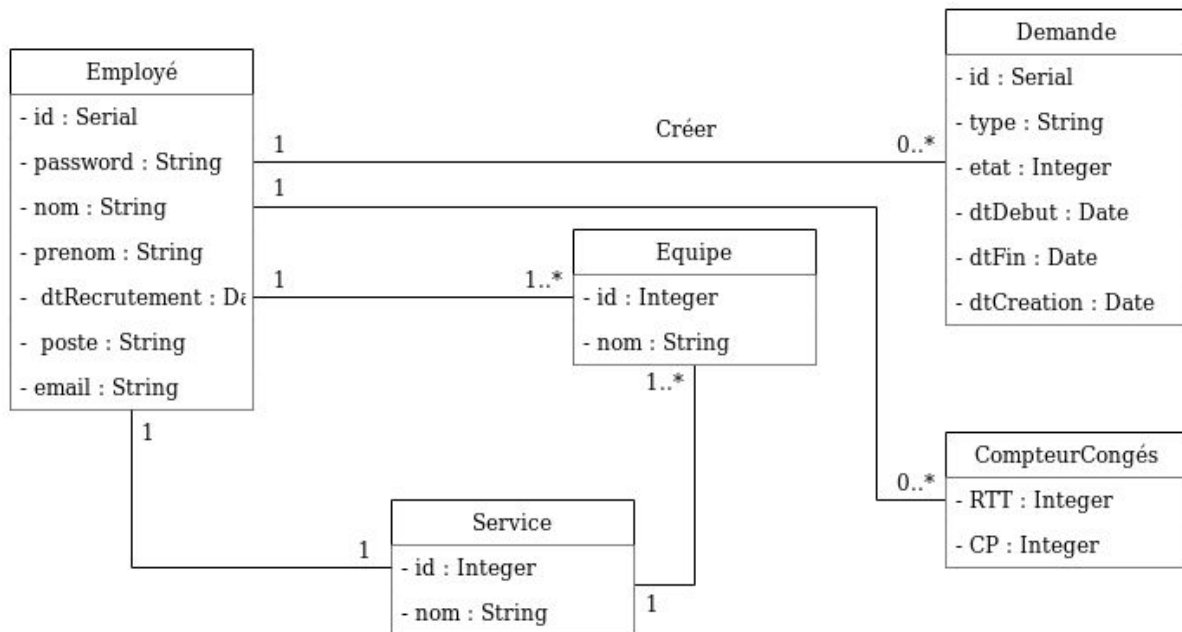 Employé
- id : Serial
- password : String
- nom : String
- prenom : String
- dtRecrutement : Da
- poste : String
- email : String
1
Créer
0..*
1
0..*
1
1..*
1
1
Demande
- id : Serial
- type : String
- etat : Integer
- dtDebut : Date
- dtFin : Date
- dtCreation : Date
Equipe
- id : Integer
- nom : String
1..*
1
Service
- id : Integer
- nom : String
CompteurCongés
- RTT : Integer
- CP : Integer